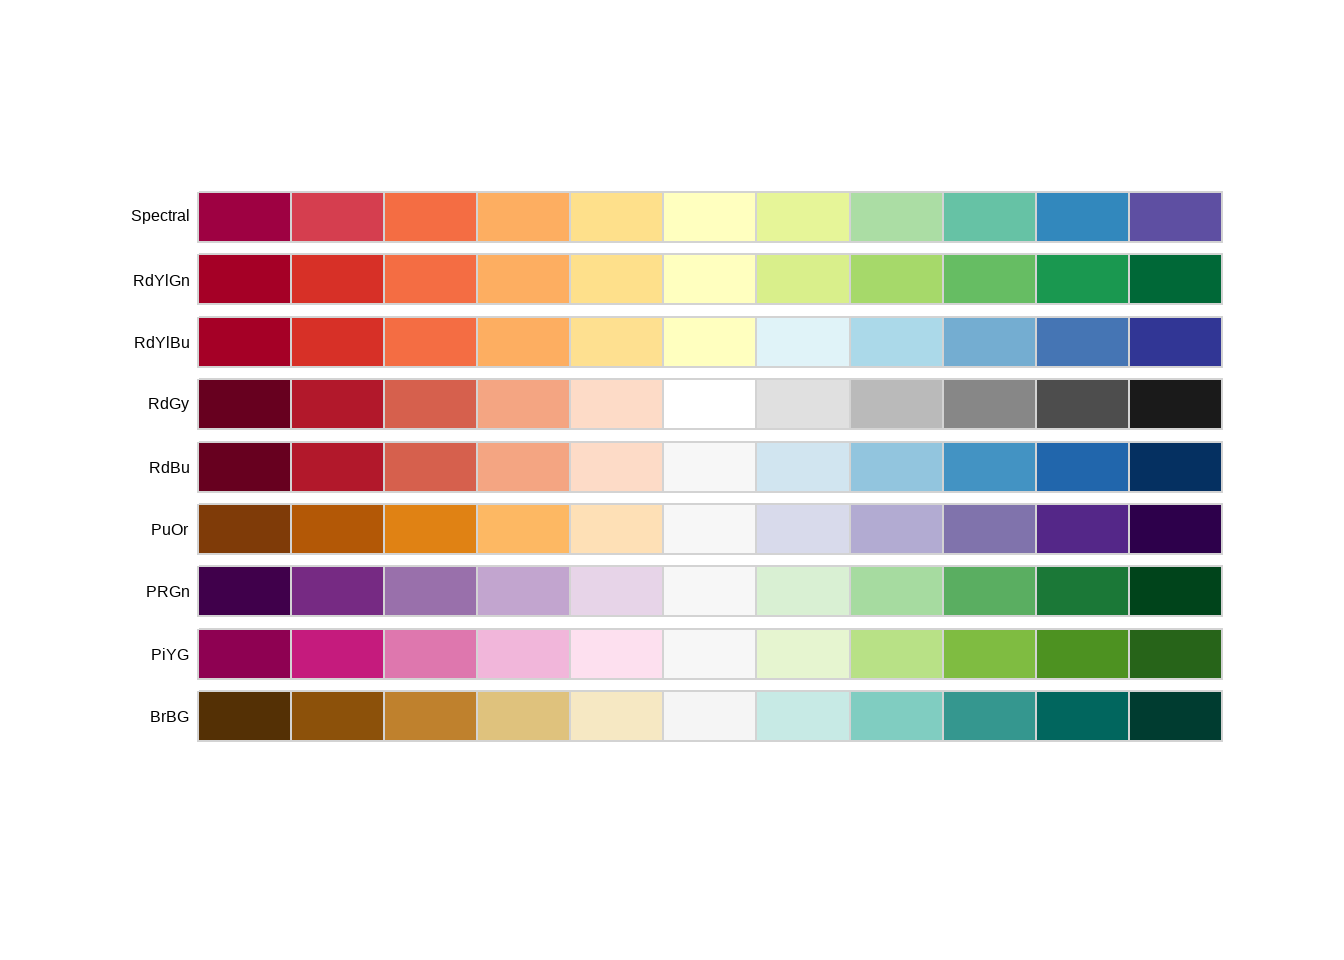 Spectral
RdYlGn
RdYlBu
RdGy
RdBu
PuOr
PRGn
PiYG
BrBG